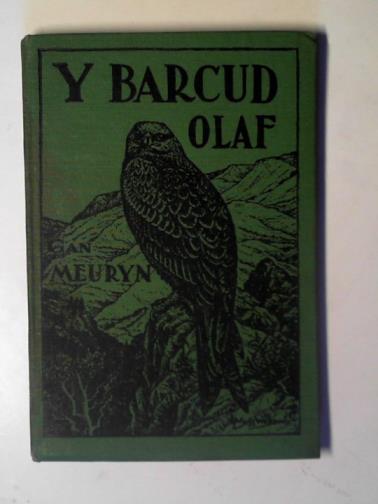 Y BARCUD
OLAF
GAN
MEURYN